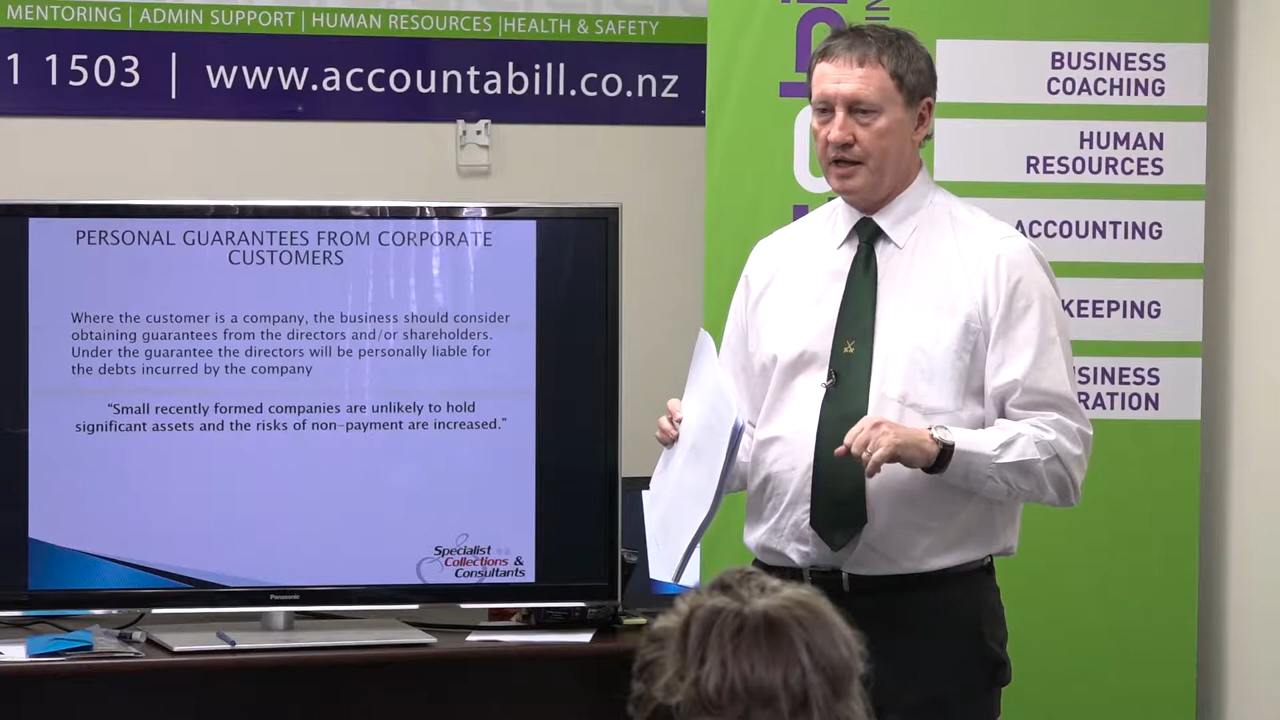 MENTORING | ADMIN SUPPORT | HUMAN RESOURCES |HEALTH & SAFETY
1 1503 | www.accountabill.co.nz
BUSINESS
COACHING
HUMAN
RESOURCES
ACCOUNTING
KEEPING
SINESS
RATION
IN
PERSONAL GUARANTEES FROM CORPORATE
CUSTOMERS
Where the customer is a company, the business should consider
obtaining guarantees from the directors and/or shareholders.
Under the guarantee the directors will be personally liable for
the debts incurred by the company
“Small recently formed companies are unlikely to hold
significant assets and the risks of non-payment are increased.”
Specialist
Collections &
Consultants
Panasonic